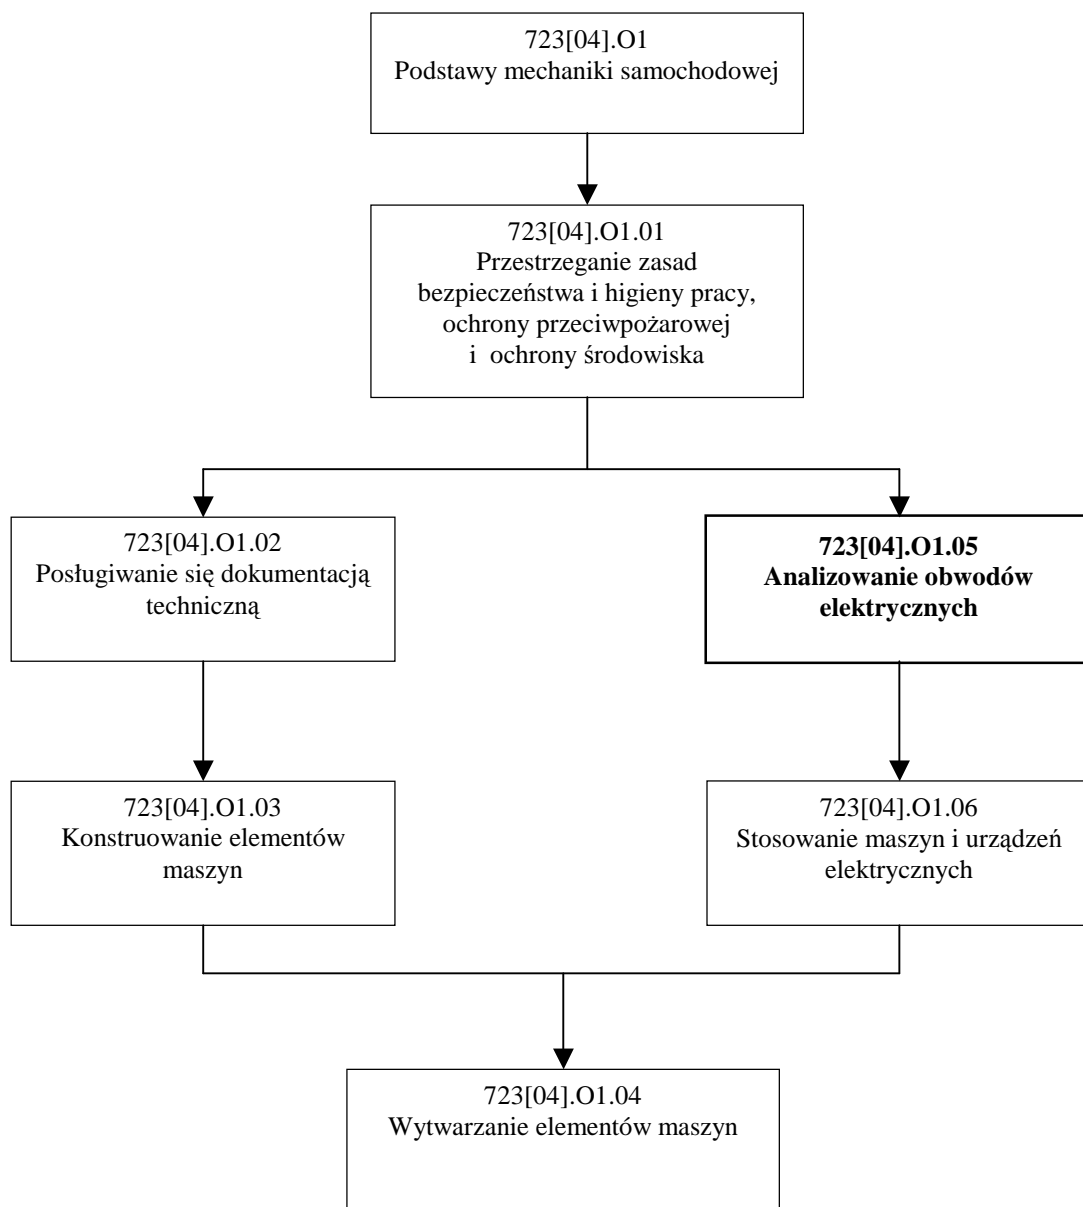 723[04].O1
Podstawy mechaniki samochodowej
723[04].O1.01
Przestrzeganie zasad
bezpieczeństwa i higieny pracy,
ochrony przeciwpożarowej
i ochrony środowiska
723[04].O1.02
Posługiwanie się dokumentacją
techniczną
723[04].O1.05
Analizowanie obwodów
elektrycznych
723[04].O1.03
Konstruowanie elementów
maszyn
723[04].O1.06
Stosowanie maszyn i urządzeń
elektrycznych
723[04].O1.04
Wytwarzanie elementów maszyn